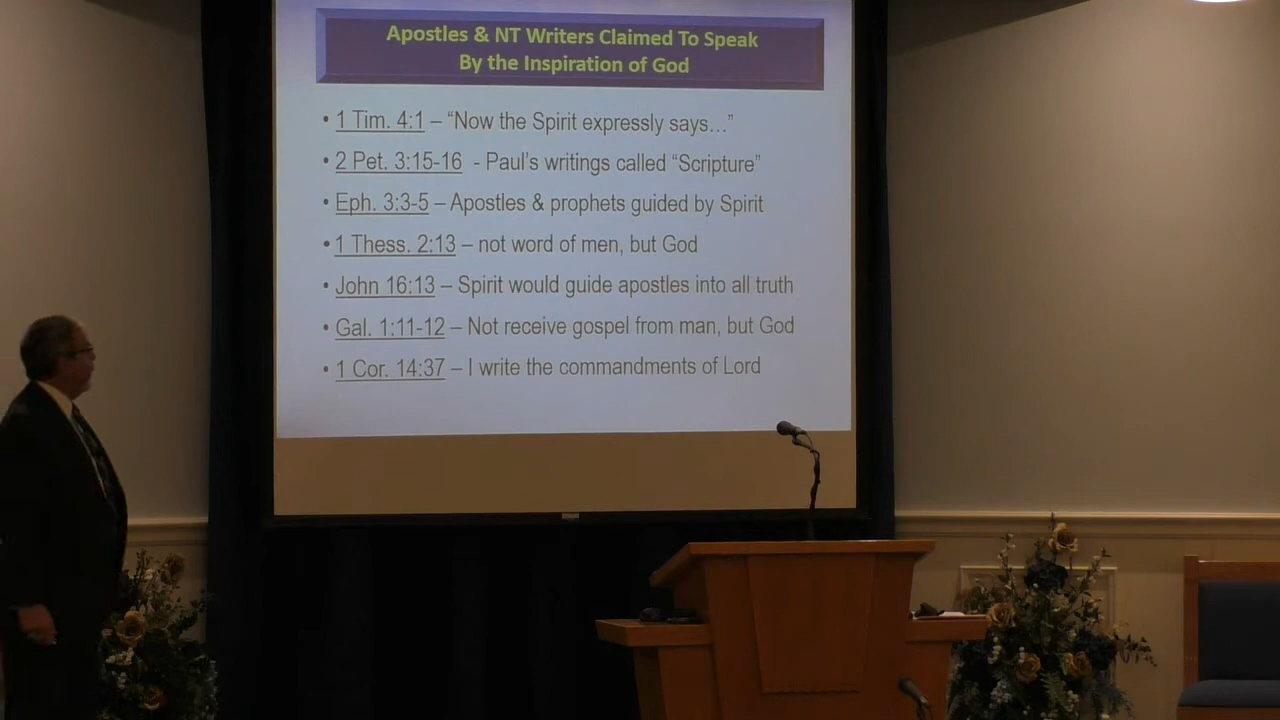 Apostles & NT Writers Claimed To Speak
By the Inspiration of God
• 1 Tim. 4:1 – “Now the Spirit expressly says…”
• 2 Pet. 3:15-16 - Paul’s writings called “Scripture”
• Eph. 3:3-5 – Apostles & prophets guided by Spirit
• 1 Thess. 2:13 – not word of men, but God
• John 16:13 – Spirit would guide apostles into all truth
• Gal. 1:11-12 – Not receive gospel from man, but God
• 1 Cor. 14:37 – I write the commandments of Lord